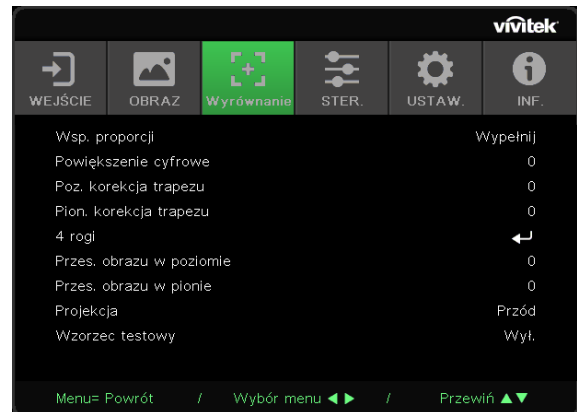 vivitek
WEJŚCIE OBRAZ Wyrównanie STER. USTAW. INF.
Wsp. proporcji Wypełnij
Powiększenie cyfrowe 0
Poz. korekcja trapezu 0
Pion. korekcja trapezu 0
4 rogi
Przes. obrazu w poziomie 0
Przes. obrazu w pionie 0
Projekcja Przód
Wzorzec testowy Wył.
Menu= Powrót / Wybór menu ◀ ▶ / Przewiń ▲▼